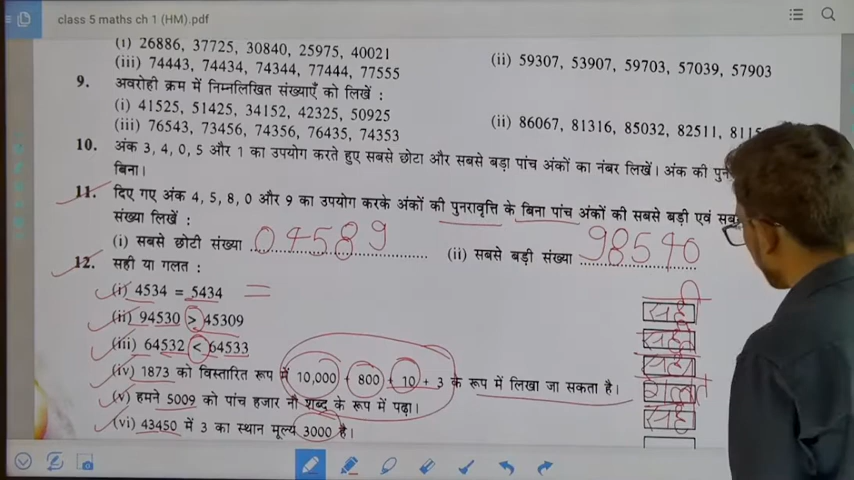 class 5 maths ch 1 (HM).pdf
(i) 26886, 37725, 30840, 25975, 40021
(ii) 59307, 53907, 59703, 57039, 57903
(iii) 74443, 74434, 74344, 77444, 77555
9. अवरोही क्रम में निम्नलिखित संख्याएँ को लिखें :
(i) 41525, 51425, 34152, 42325, 50925
(ii) 86067, 81316, 85032, 82511,
(iii) 76543, 73456, 74356, 76435, 74353
10. अंक 3, 4, 0, 5 और 1 का उपयोग करते हुए सबसे छोटा और सबसे बड़ा पांच अंकों का नंबर लिखें। अंक की
बिना।
11. दिए गए अंक 4, 5, 8, 0 और 9 का उपयोग करके अंकों की पुनरावृत्ति के बिना पांच अंकों की सबसे बड़ी एवं
संख्या लिखें :
(i) सबसे छोटी संख्या 04589 (ii) सबसे बड़ी संख्या 98540
12. सही या गलत :
(i) 4534 = 5434 =
(ii) 94530 > 45309 सही
(iii) 64532 < 64533 सही
(iv) 1873 को विस्तारित रूप में 10,000 + 800 + 10 + 3 के रूप में लिखा जा सकता है। सही
(v) हमने 5009 को पांच हजार नौ शब्द के रूप में पढ़ा। गलत
(vi) 43450 में 3 का स्थान मूल्य 3000 है। सही